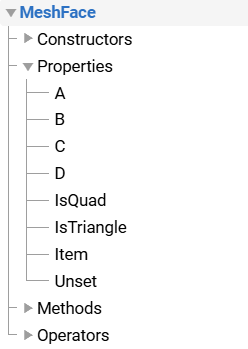 MeshFace
Constructors
Properties
A
B
C
D
IsQuad
IsTriangle
Item
Unset
Methods
Operators